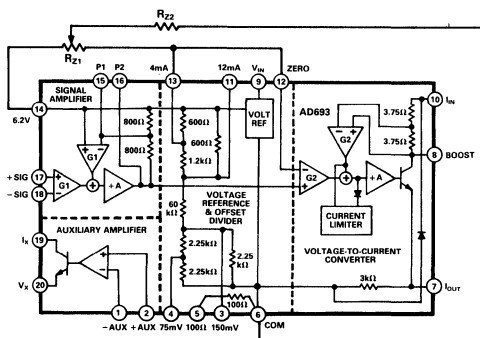 RZ2
RZ1
P1 P2 4mA 12mA VIN ZERO
15 16 13 11 9 12
SIGNAL
AMPLIFIER
800Ω
600Ω
VOLT
REF
AD693
3.75Ω
10 IIN
14
6.2V
800Ω
600Ω
1.2kΩ
G1
G2
3.75Ω
8 BOOST
+ SIG 17
– SIG 18
G1 + +A
G2 + +A
60
kΩ
VOLTAGE
REFERENCE
& OFFSET
DIVIDER
CURRENT
LIMITER
AUXILIARY AMPLIFIER
IX 19
VX 20
2.25kΩ
2.25kΩ
2.25
kΩ
VOLTAGE-TO-CURRENT
CONVERTER
3kΩ
7 IOUT
100Ω
1 2 4 5 3 6
– AUX +AUX 75mV 100Ω 150mV COM